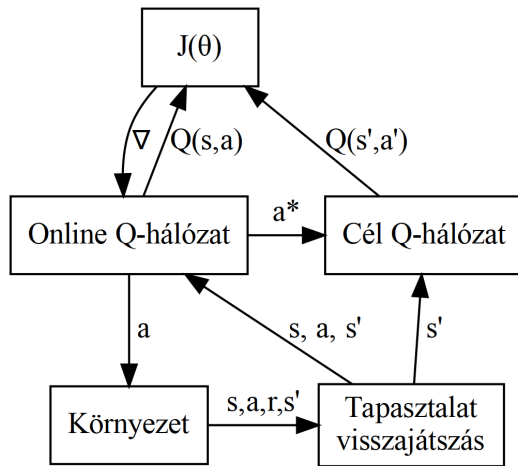 J(θ)
∇
Q(s,a)
Q(s',a')
Online Q-hálózat
a*
Cél Q-hálózat
a
s, a, s'
s'
Környezet
s,a,r,s'
Tapasztalat
visszajátszás